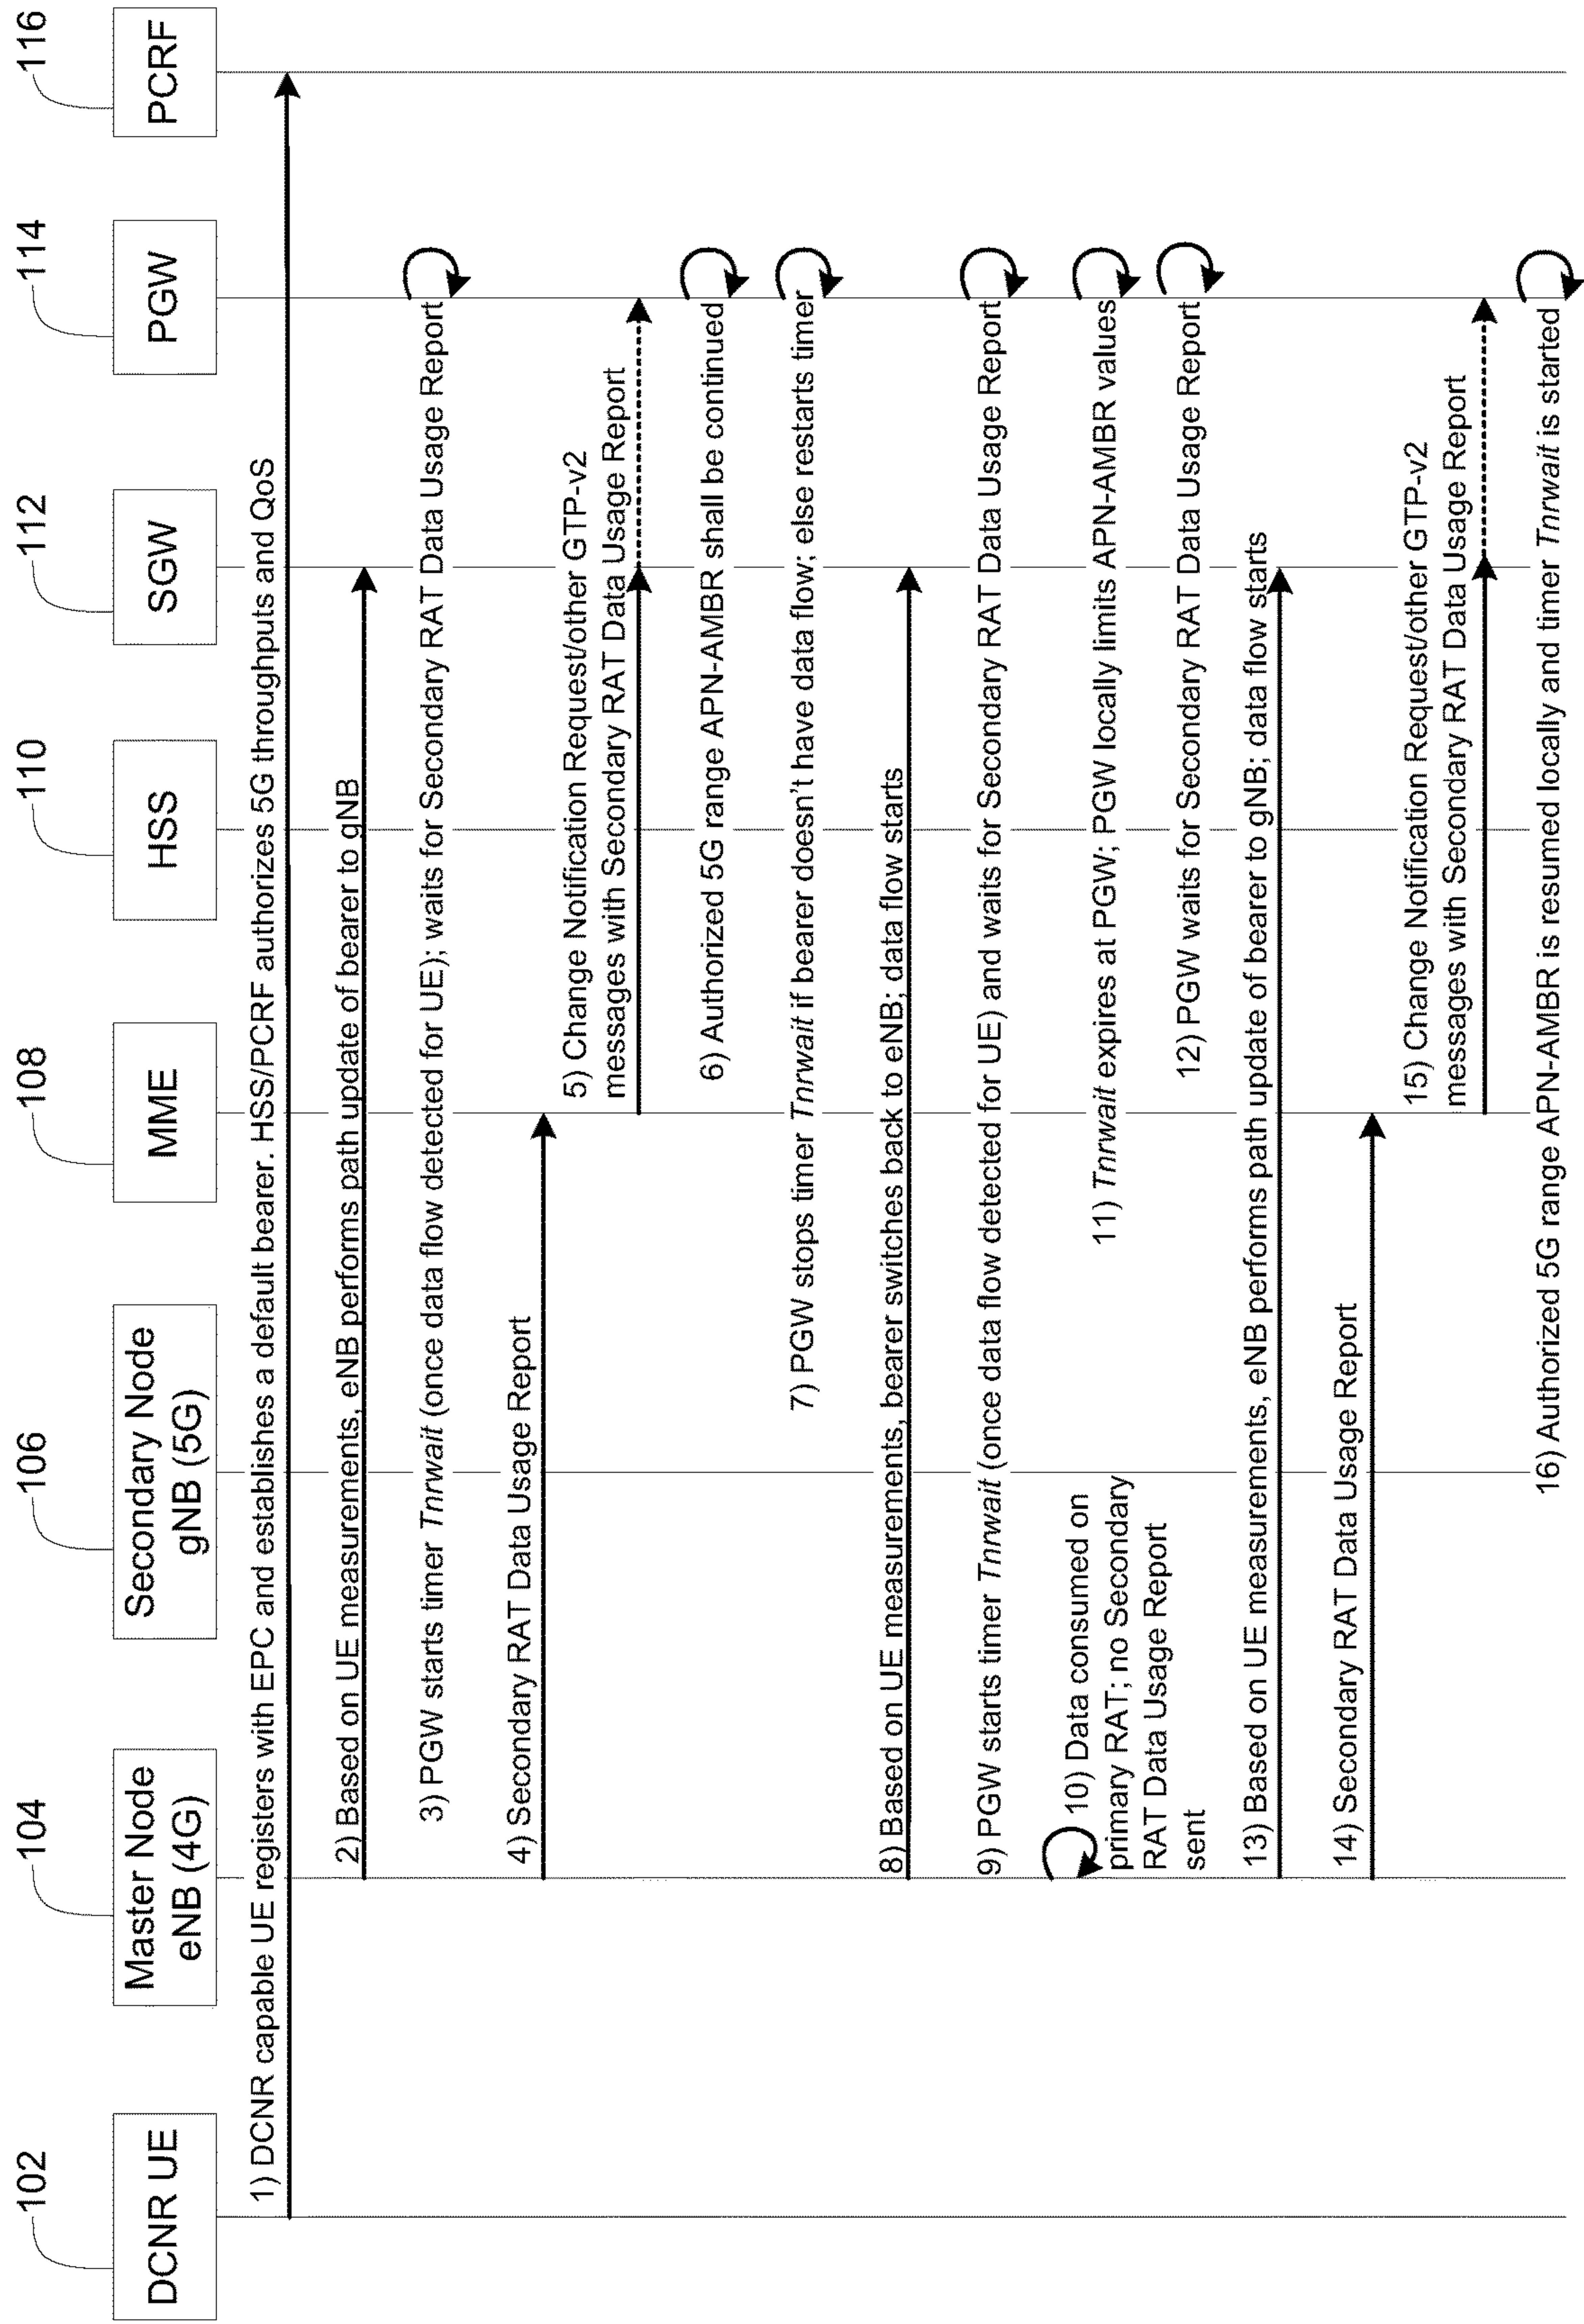 102
104
106
108
110
112
114
116
DCNR UE
Master Node
eNB (4G)
Secondary Node
gNB (5G)
MME
HSS
SGW
PGW
PCRF
1) DCNR capable UE registers with EPC and establishes a default bearer. HSS/PCRF authorizes 5G throughputs and QoS
2) Based on UE measurements, eNB performs path update of bearer to gNB
3) PGW starts timer Tnrwait (once data flow detected for UE); waits for Secondary RAT Data Usage Report
4) Secondary RAT Data Usage Report
5) Change Notification Request/other GTP-v2
messages with Secondary RAT Data Usage Report
6) Authorized 5G range APN-AMBR shall be continued
7) PGW stops timer Tnrwait if bearer doesn't have data flow; else restarts timer
8) Based on UE measurements, bearer switches back to eNB; data flow starts
9) PGW starts timer Tnrwait (once data flow detected for UE) and waits for Secondary RAT Data Usage Report
10) Data consumed on
primary RAT; no Secondary
RAT Data Usage Report
sent
11) Tnrwait expires at PGW; PGW locally limits APN-AMBR values
12) PGW waits for Secondary RAT Data Usage Report
13) Based on UE measurements, eNB performs path update of bearer to gNB; data flow starts
14) Secondary RAT Data Usage Report
15) Change Notification Request/other GTP-v2
messages with Secondary RAT Data Usage Report
16) Authorized 5G range APN-AMBR is resumed locally and timer Tnrwait is started